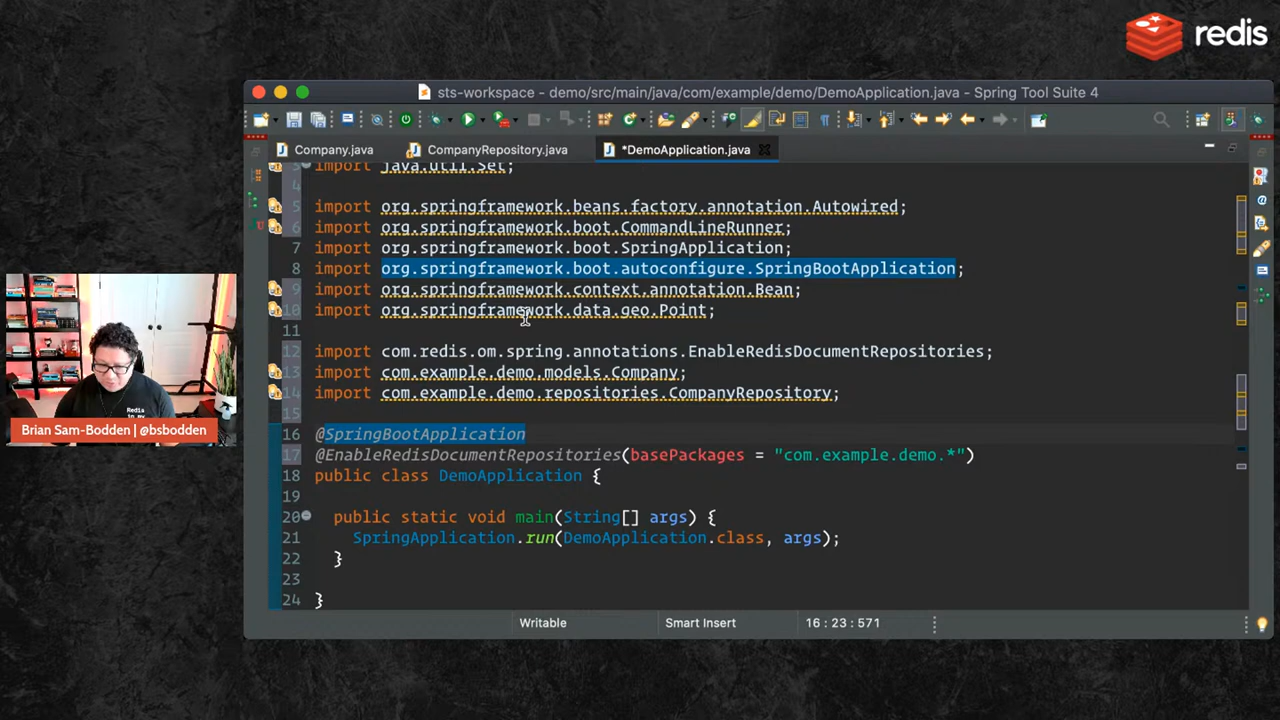 redis
sts-workspace - demo/src/main/java/com/example/demo/DemoApplication.java - Spring Tool Suite 4
Company.java
CompanyRepository.java
*DemoApplication.java
3 import java.util.Set;
4
5 import org.springframework.beans.factory.annotation.Autowired;
6 import org.springframework.boot.CommandLineRunner;
7 import org.springframework.boot.SpringApplication;
8 import org.springframework.boot.autoconfigure.SpringBootApplication;
9 import org.springframework.context.annotation.Bean;
10 import org.springframework.data.geo.Point;
11
12 import com.redis.om.spring.annotations.EnableRedisDocumentRepositories;
13 import com.example.demo.models.Company;
14 import com.example.demo.repositories.CompanyRepository;
15
16 @SpringBootApplication
17 @EnableRedisDocumentRepositories(basePackages = "com.example.demo.*")
18 public class DemoApplication {
19
20 public static void main(String[] args) {
21 SpringApplication.run(DemoApplication.class, args);
22 }
23
24 }
Writable
Smart Insert
16 : 23 : 571
Redis
in my
Brian Sam-Bodden | @bsbodden